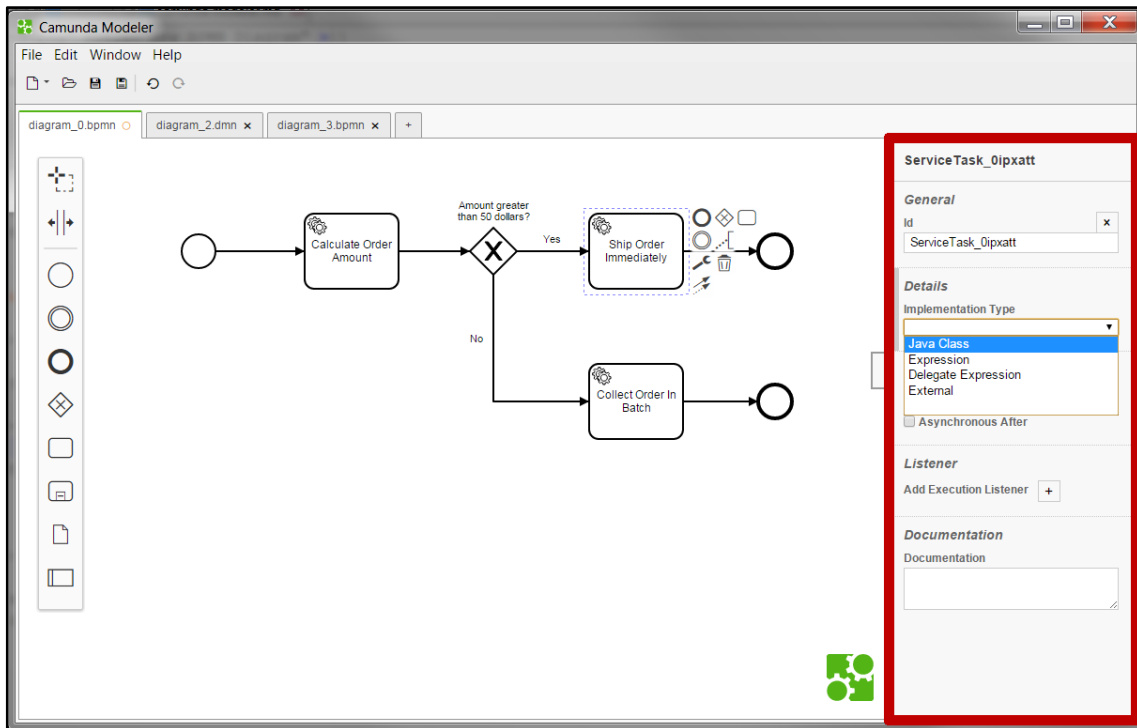 Camunda Modeler
File Edit Window Help
diagram_0.bpmn
diagram_2.dmn
diagram_3.bpmn
+
Amount greater
than 50 dollars?
Calculate Order
Amount
Yes
Ship Order
Immediately
No
Collect Order In
Batch
ServiceTask_0ipxatt
General
Id
x
ServiceTask_0ipxatt
Details
Implementation Type
Java Class
Expression
Delegate Expression
External
Asynchronous After
Listener
Add Execution Listener +
Documentation
Documentation